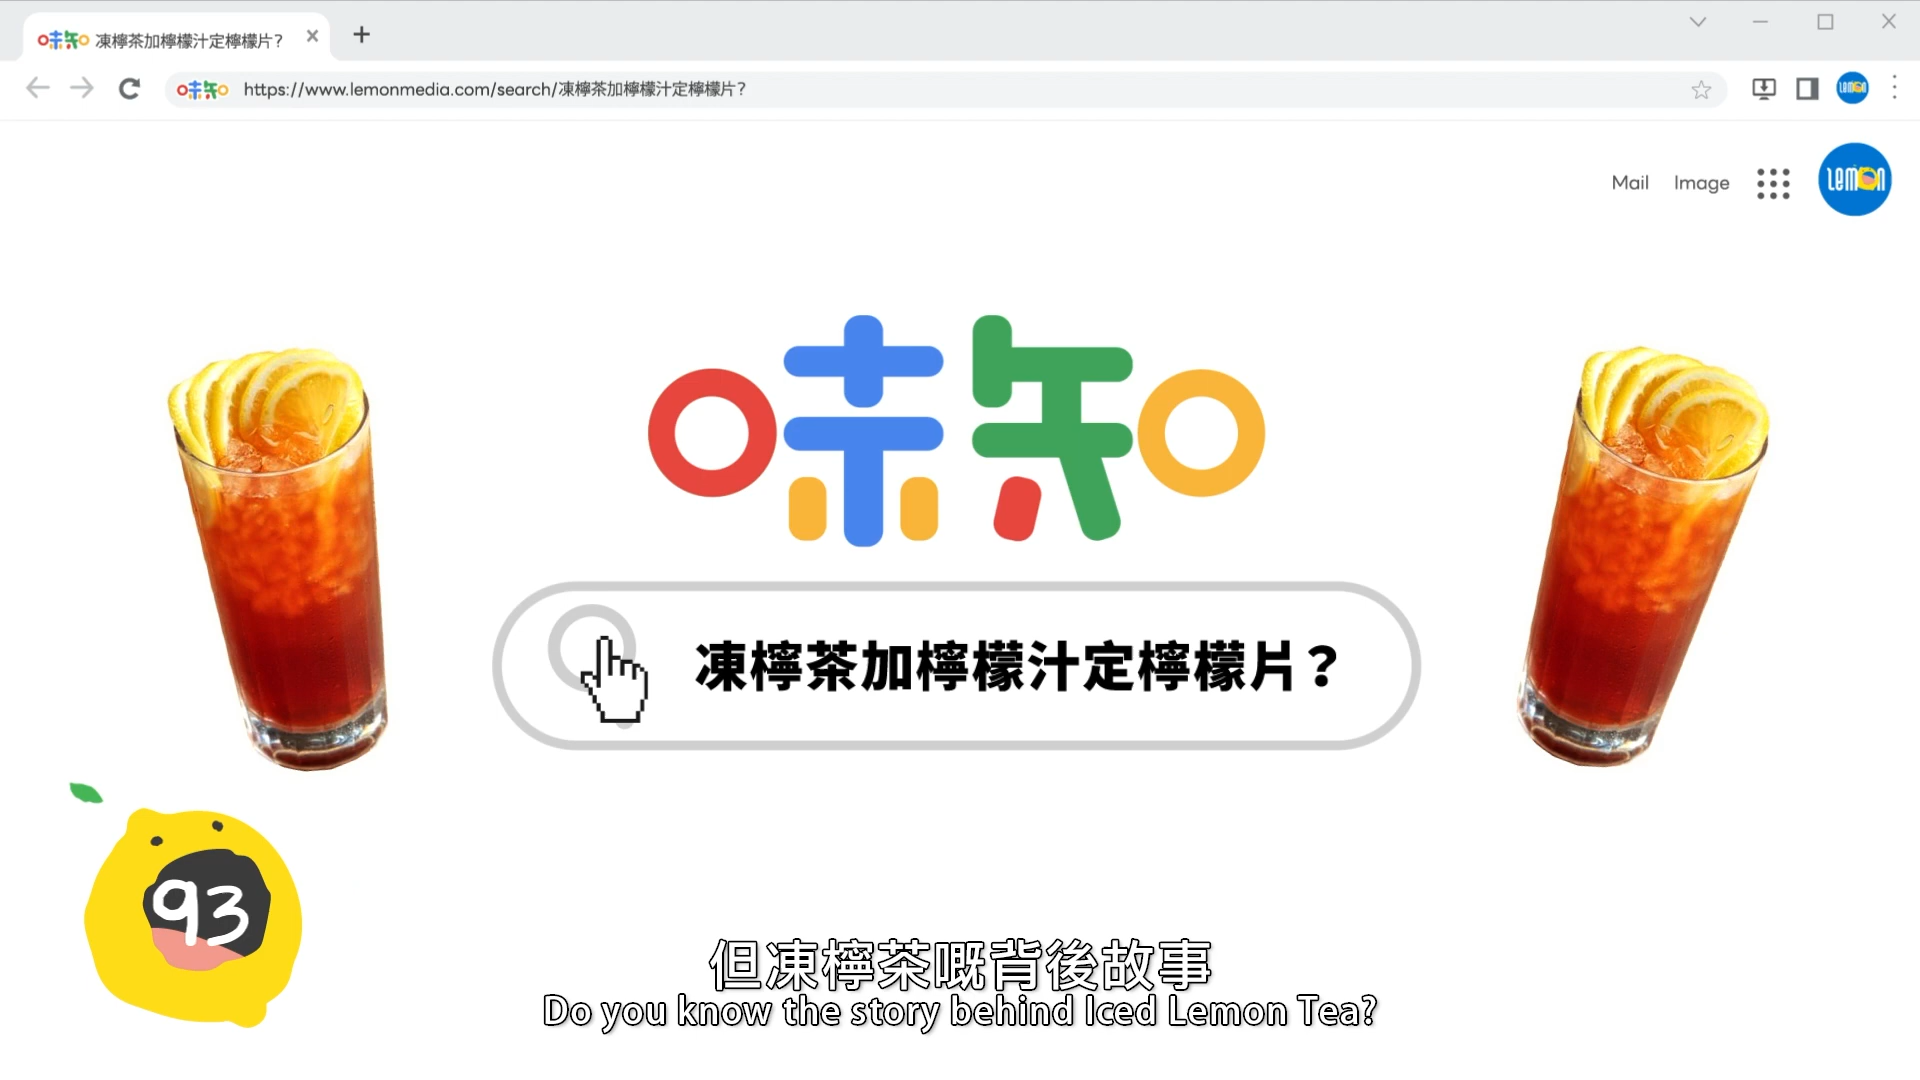 味知 凍檸茶加檸檬汁定檸檬片?
味知 https://www.lemonmedia.com/search/凍檸茶加檸檬汁定檸檬片?
Mail Image lemon
味知
凍檸茶加檸檬汁定檸檬片?
93
但凍檸茶嘅背後故事
Do you know the story behind Iced Lemon Tea?